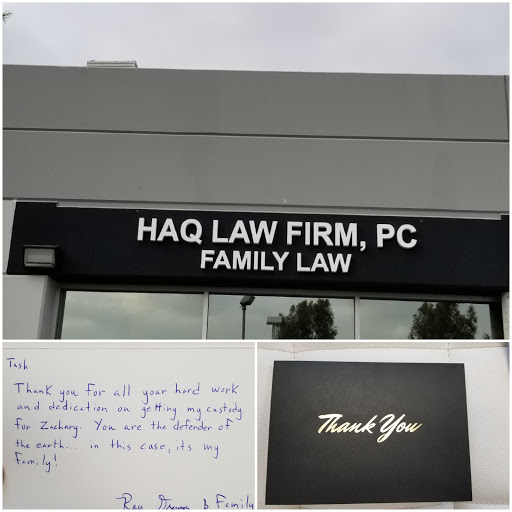 HAQ LAW FIRM, PC
FAMILY LAW
Tash
Thank you for all your hard work
and dedication on getting my custody
for Zachary. You are the defender of
the earth... in this case, its my
Family!
Family
Thank You